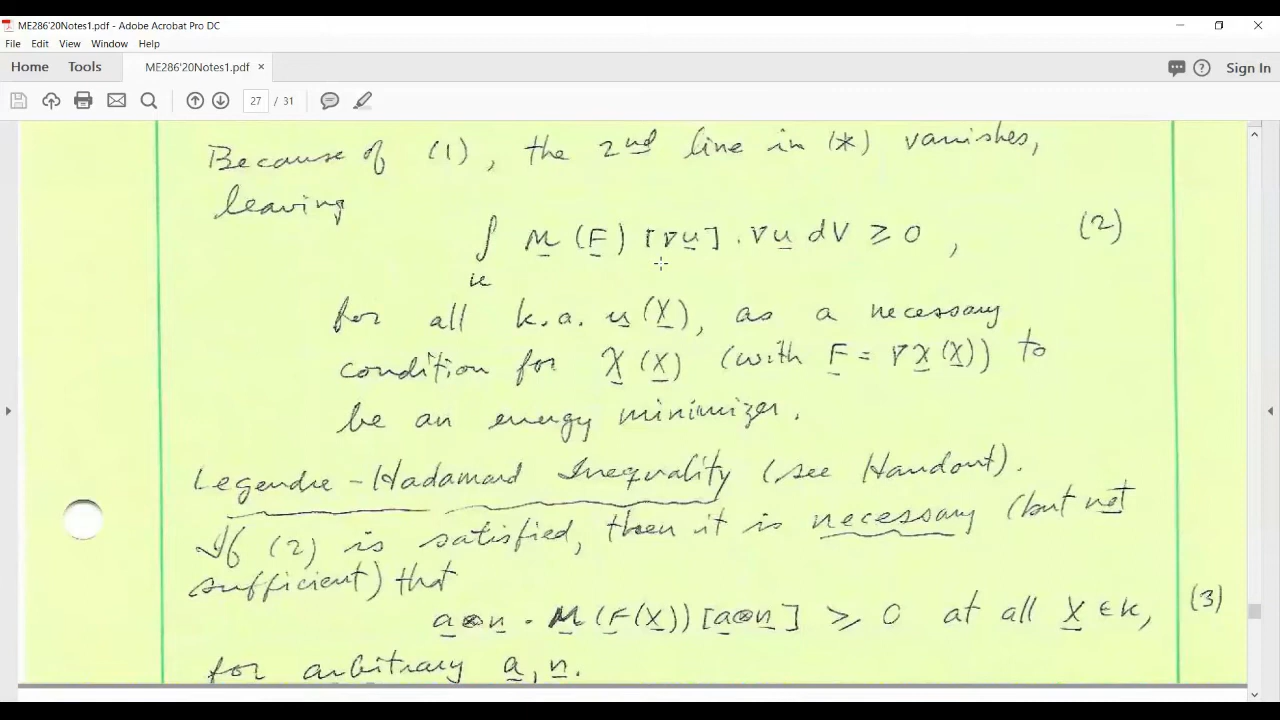 ME286'20Notes1.pdf - Adobe Acrobat Pro DC
File Edit View Window Help
Home Tools ME286'20Notes1.pdf × Sign In
27 / 31
Because of (1), the 2nd line in (*) vanishes,
leaving
∫κ M(F)[∇u] · ∇u dV ≥ 0, (2)
for all k.a. u(X), as a necessary
condition for χ(X) (with F = ∇χ(X)) to
be an energy minimizer.
Legendre-Hadamard Inequality (see Handout).
If (2) is satisfied, then it is necessary (but not
sufficient) that
a⊗n · M(F(X))[a⊗n] ≥ 0 at all X ∈ κ, (3)
for arbitrary a, n.